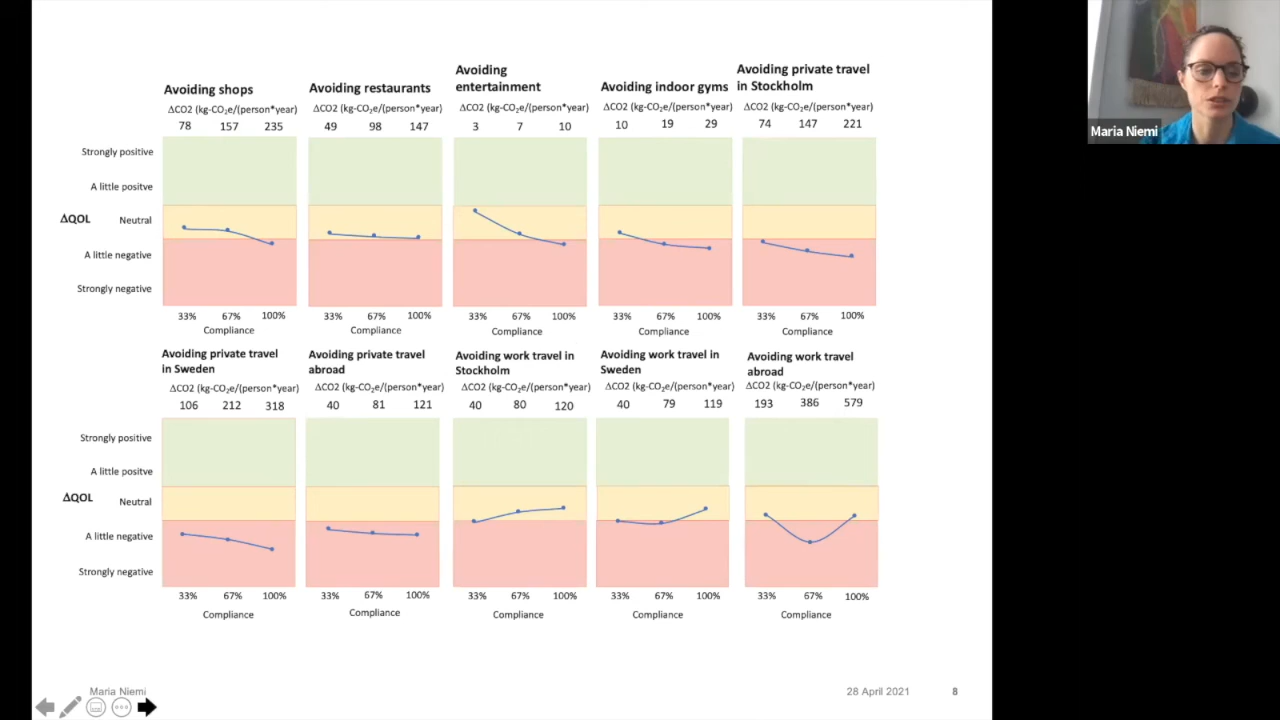 Avoiding shops
ΔCO2 (kg-CO₂e/(person*year)
78 157 235
Avoiding restaurants
ΔCO2 (kg-CO₂e/(person*year)
49 98 147
Avoiding
entertainment
ΔCO2 (kg-CO₂e/(person*year)
3 7 10
Avoiding indoor gyms
ΔCO2 (kg-CO₂e/(person*year)
10 19 29
Avoiding private travel
in Stockholm
ΔCO2 (kg-CO₂e/(person*year)
74 147 221
Maria Niemi
Strongly positive
A little positve
ΔQOL Neutral
A little negative
Strongly negative
33% 67% 100%
Compliance
33% 67% 100%
Compliance
33% 67% 100%
Compliance
33% 67% 100%
Compliance
33% 67% 100%
Compliance
Avoiding private travel
in Sweden
ΔCO2 (kg-CO₂e/(person*year)
106 212 318
Avoiding private travel
abroad
ΔCO2 (kg-CO₂e/(person*year)
40 81 121
Avoiding work travel in
Stockholm
ΔCO2 (kg-CO₂e/(person*year)
40 80 120
Avoiding work travel in
Sweden
ΔCO2 (kg-CO₂e/(person*year)
40 79 119
Avoiding work travel
abroad
ΔCO2 (kg-CO₂e/(person*year)
193 386 579
Strongly positive
A little positve
ΔQOL Neutral
A little negative
Strongly negative
33% 67% 100%
Compliance
33% 67% 100%
Compliance
33% 67% 100%
Compliance
33% 67% 100%
Compliance
33% 67% 100%
Compliance
Maria Niemi
28 April 2021
8